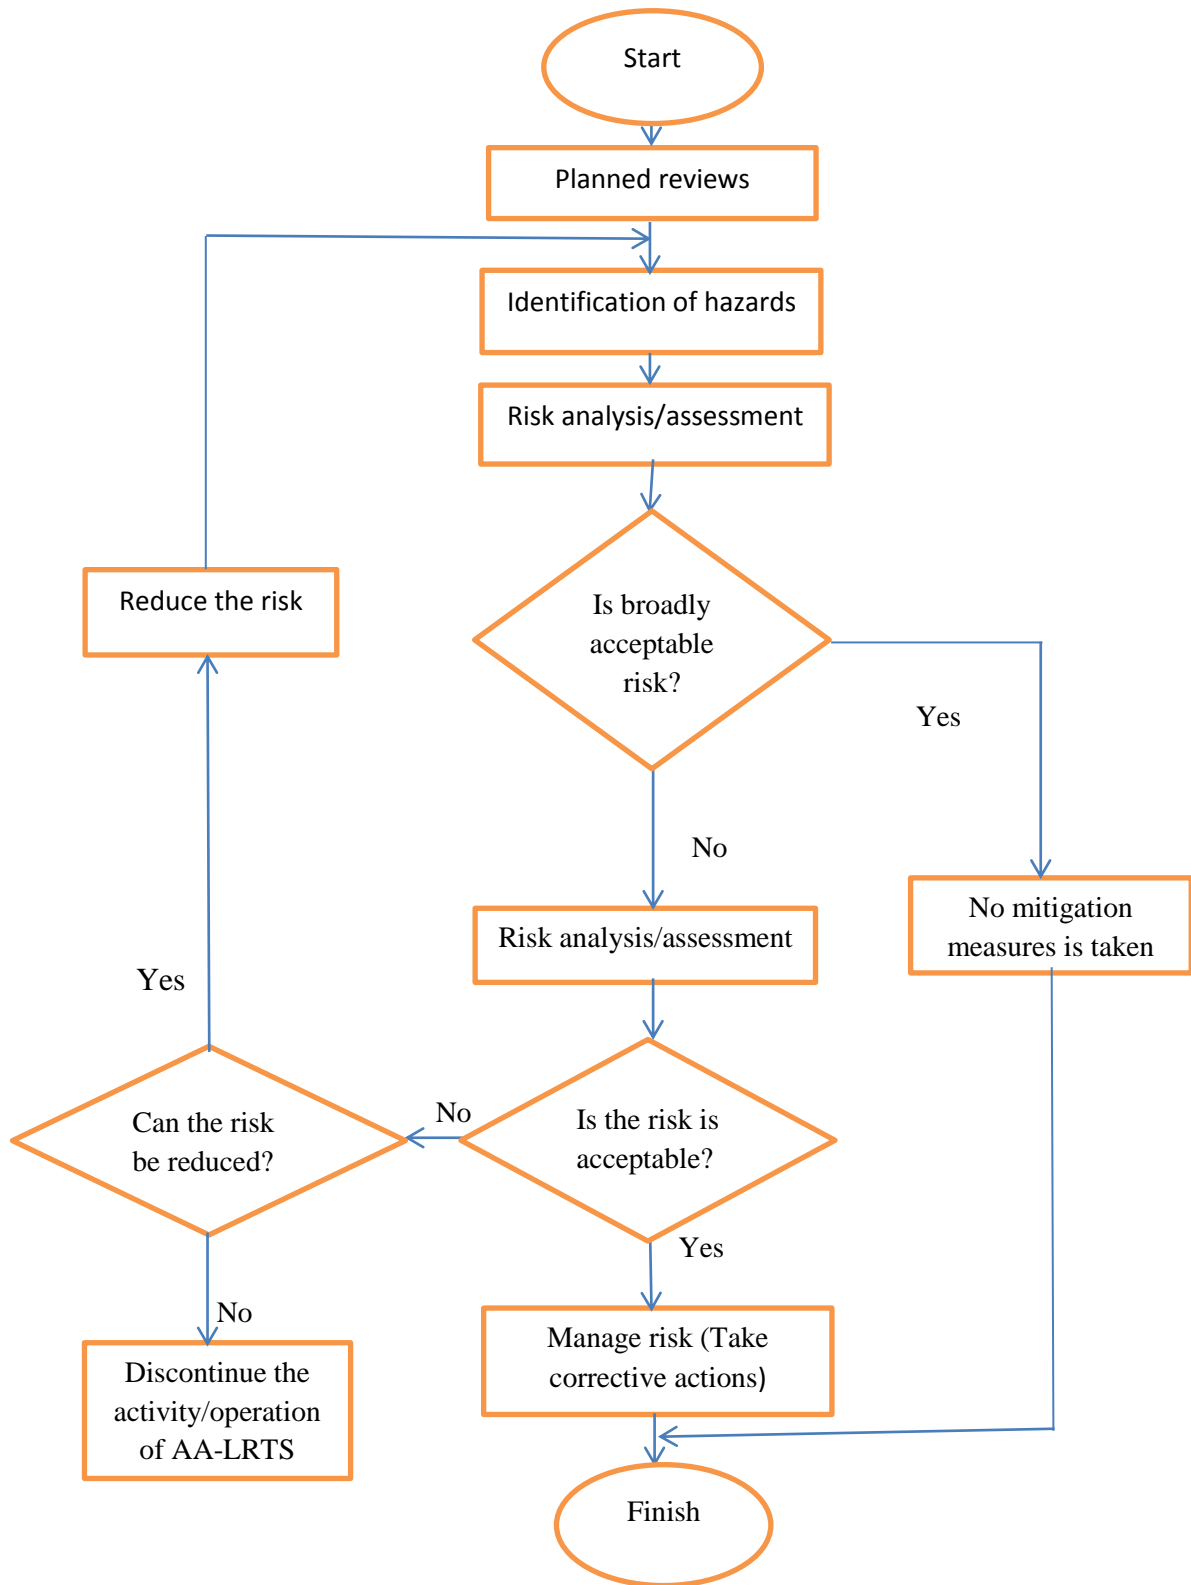 Start
Planned reviews
Identification of hazards
Risk analysis/assessment
Reduce the risk
Is broadly
acceptable
risk?
Yes
No
No mitigation
measures is taken
Risk analysis/assessment
Yes
Can the risk
be reduced?
No
Is the risk is
acceptable?
Yes
No
Manage risk (Take
corrective actions)
Discontinue the
activity/operation
of AA-LRTS
Finish